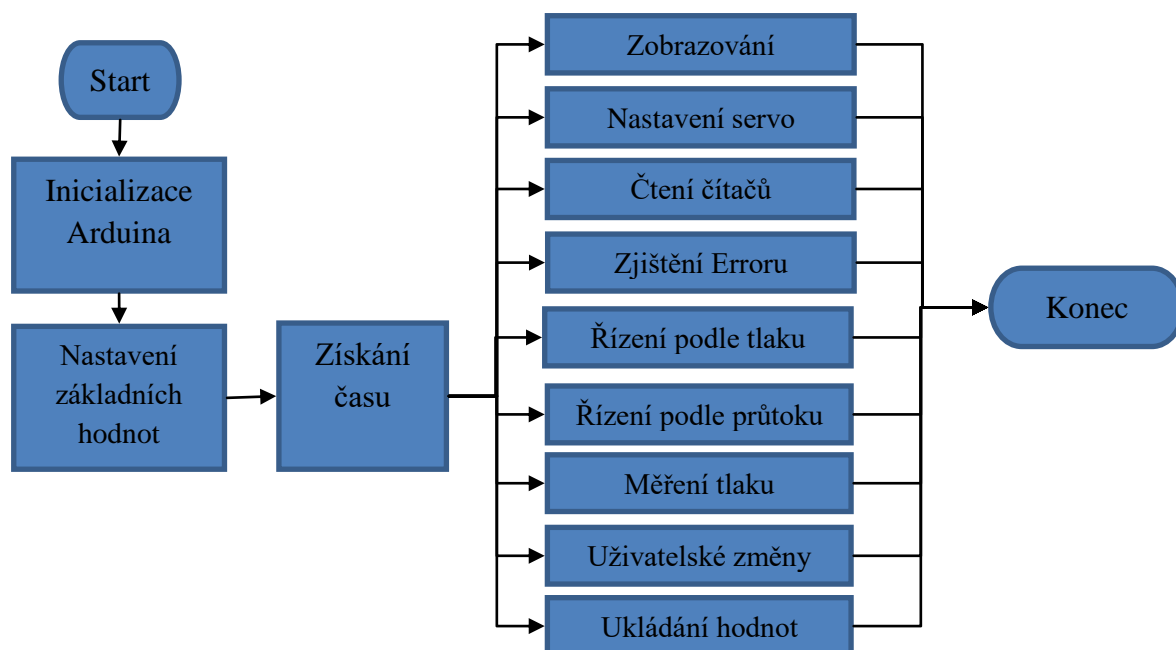 Start
Inicializace
Arduina
Nastavení
základních
hodnot
Získání
času
Zobrazování
Nastavení servo
Čtení čítačů
Zjištění Erroru
Řízení podle tlaku
Řízení podle průtoku
Měření tlaku
Uživatelské změny
Ukládání hodnot
Konec